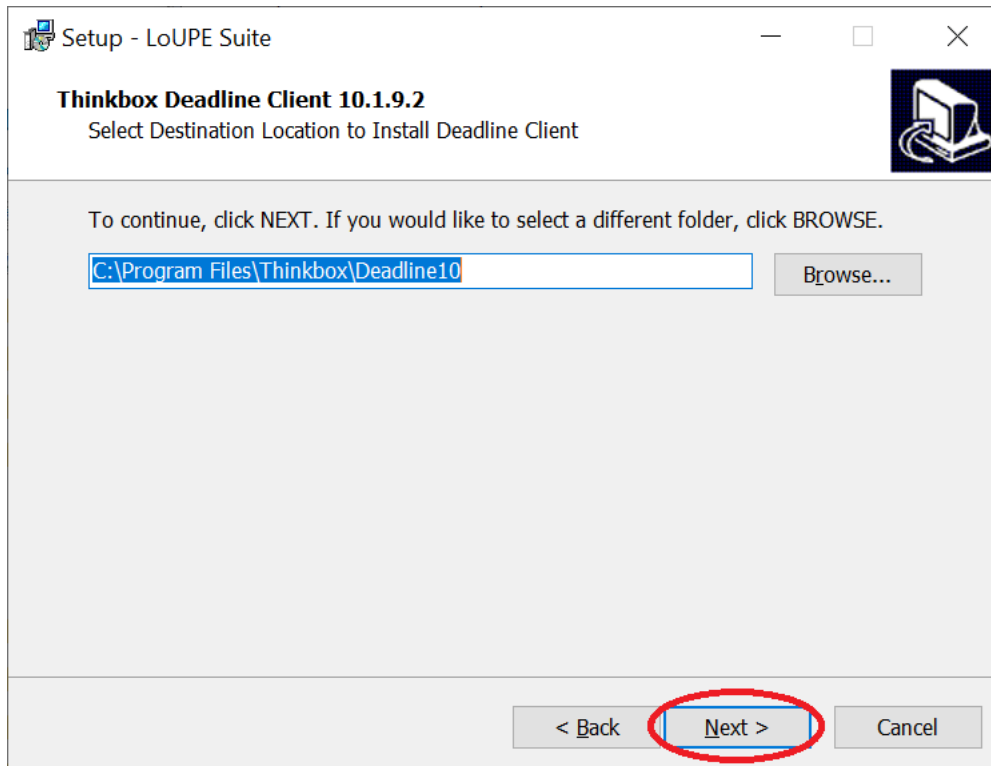 Setup - LoUPE Suite
Thinkbox Deadline Client 10.1.9.2
Select Destination Location to Install Deadline Client
To continue, click NEXT. If you would like to select a different folder, click BROWSE.
C:\Program Files\Thinkbox\Deadline10
Browse...
< Back
Next >
Cancel